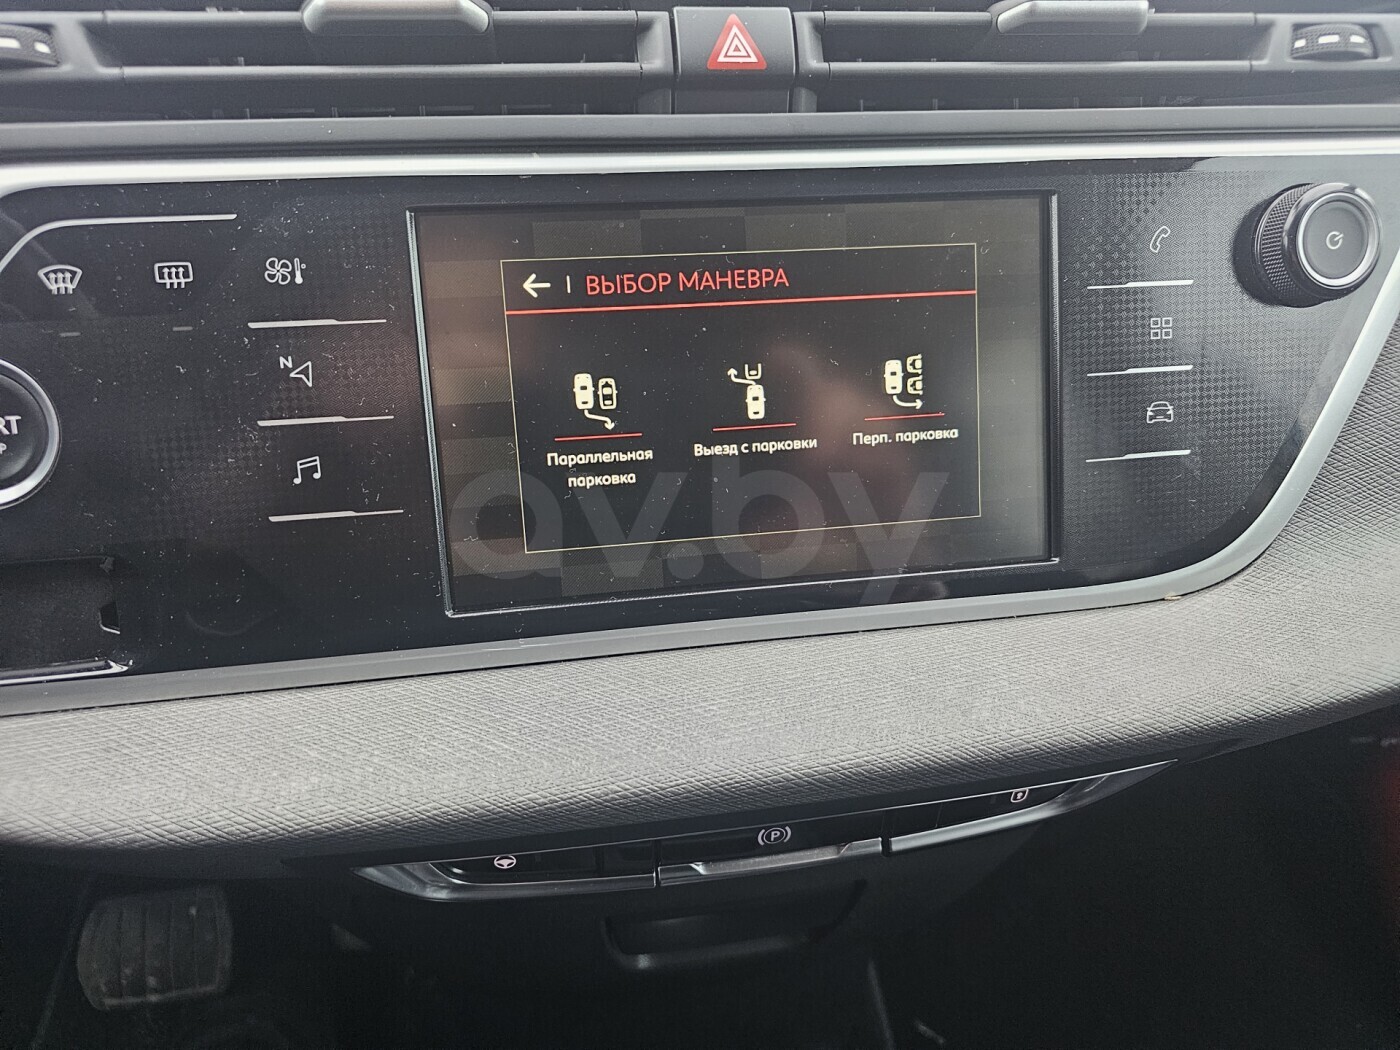 N
ВЫБОР МАНЕВРА
Параллельная
парковка
Выезд с парковки
Перп. парковка
av.by
P